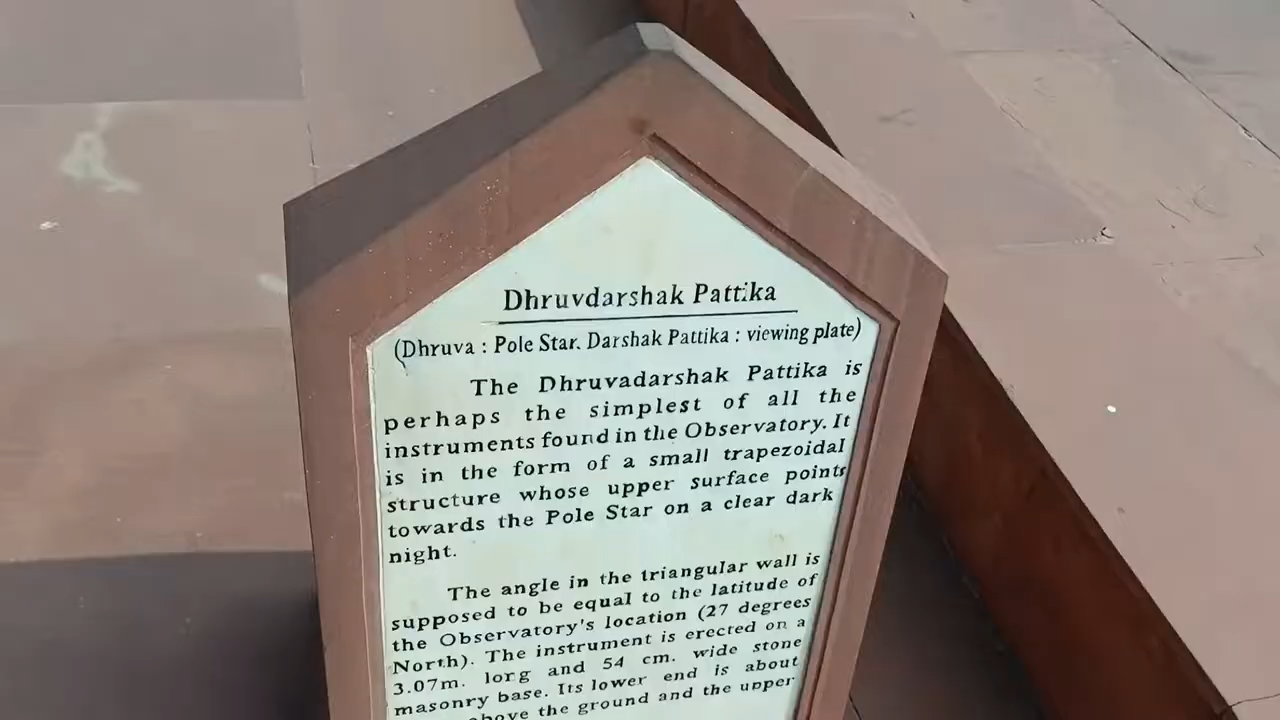 Dhruvdarshak Pattika
(Dhruva : Pole Star. Darshak Pattika : viewing plate)
The Dhruvadarshak Pattika is
perhaps the simplest of all the
instruments found in the Observatory. It
is in the form of a small trapezoidal
structure whose upper surface points
towards the Pole Star on a clear dark
night.
The angle in the triangular wall is
supposed to be equal to the latitude of
the Observatory's location (27 degrees
North). The instrument is erected on a
3.07m. lorg and 54 cm. wide stone
masonry base. Its lower end is about
above the ground and the upper